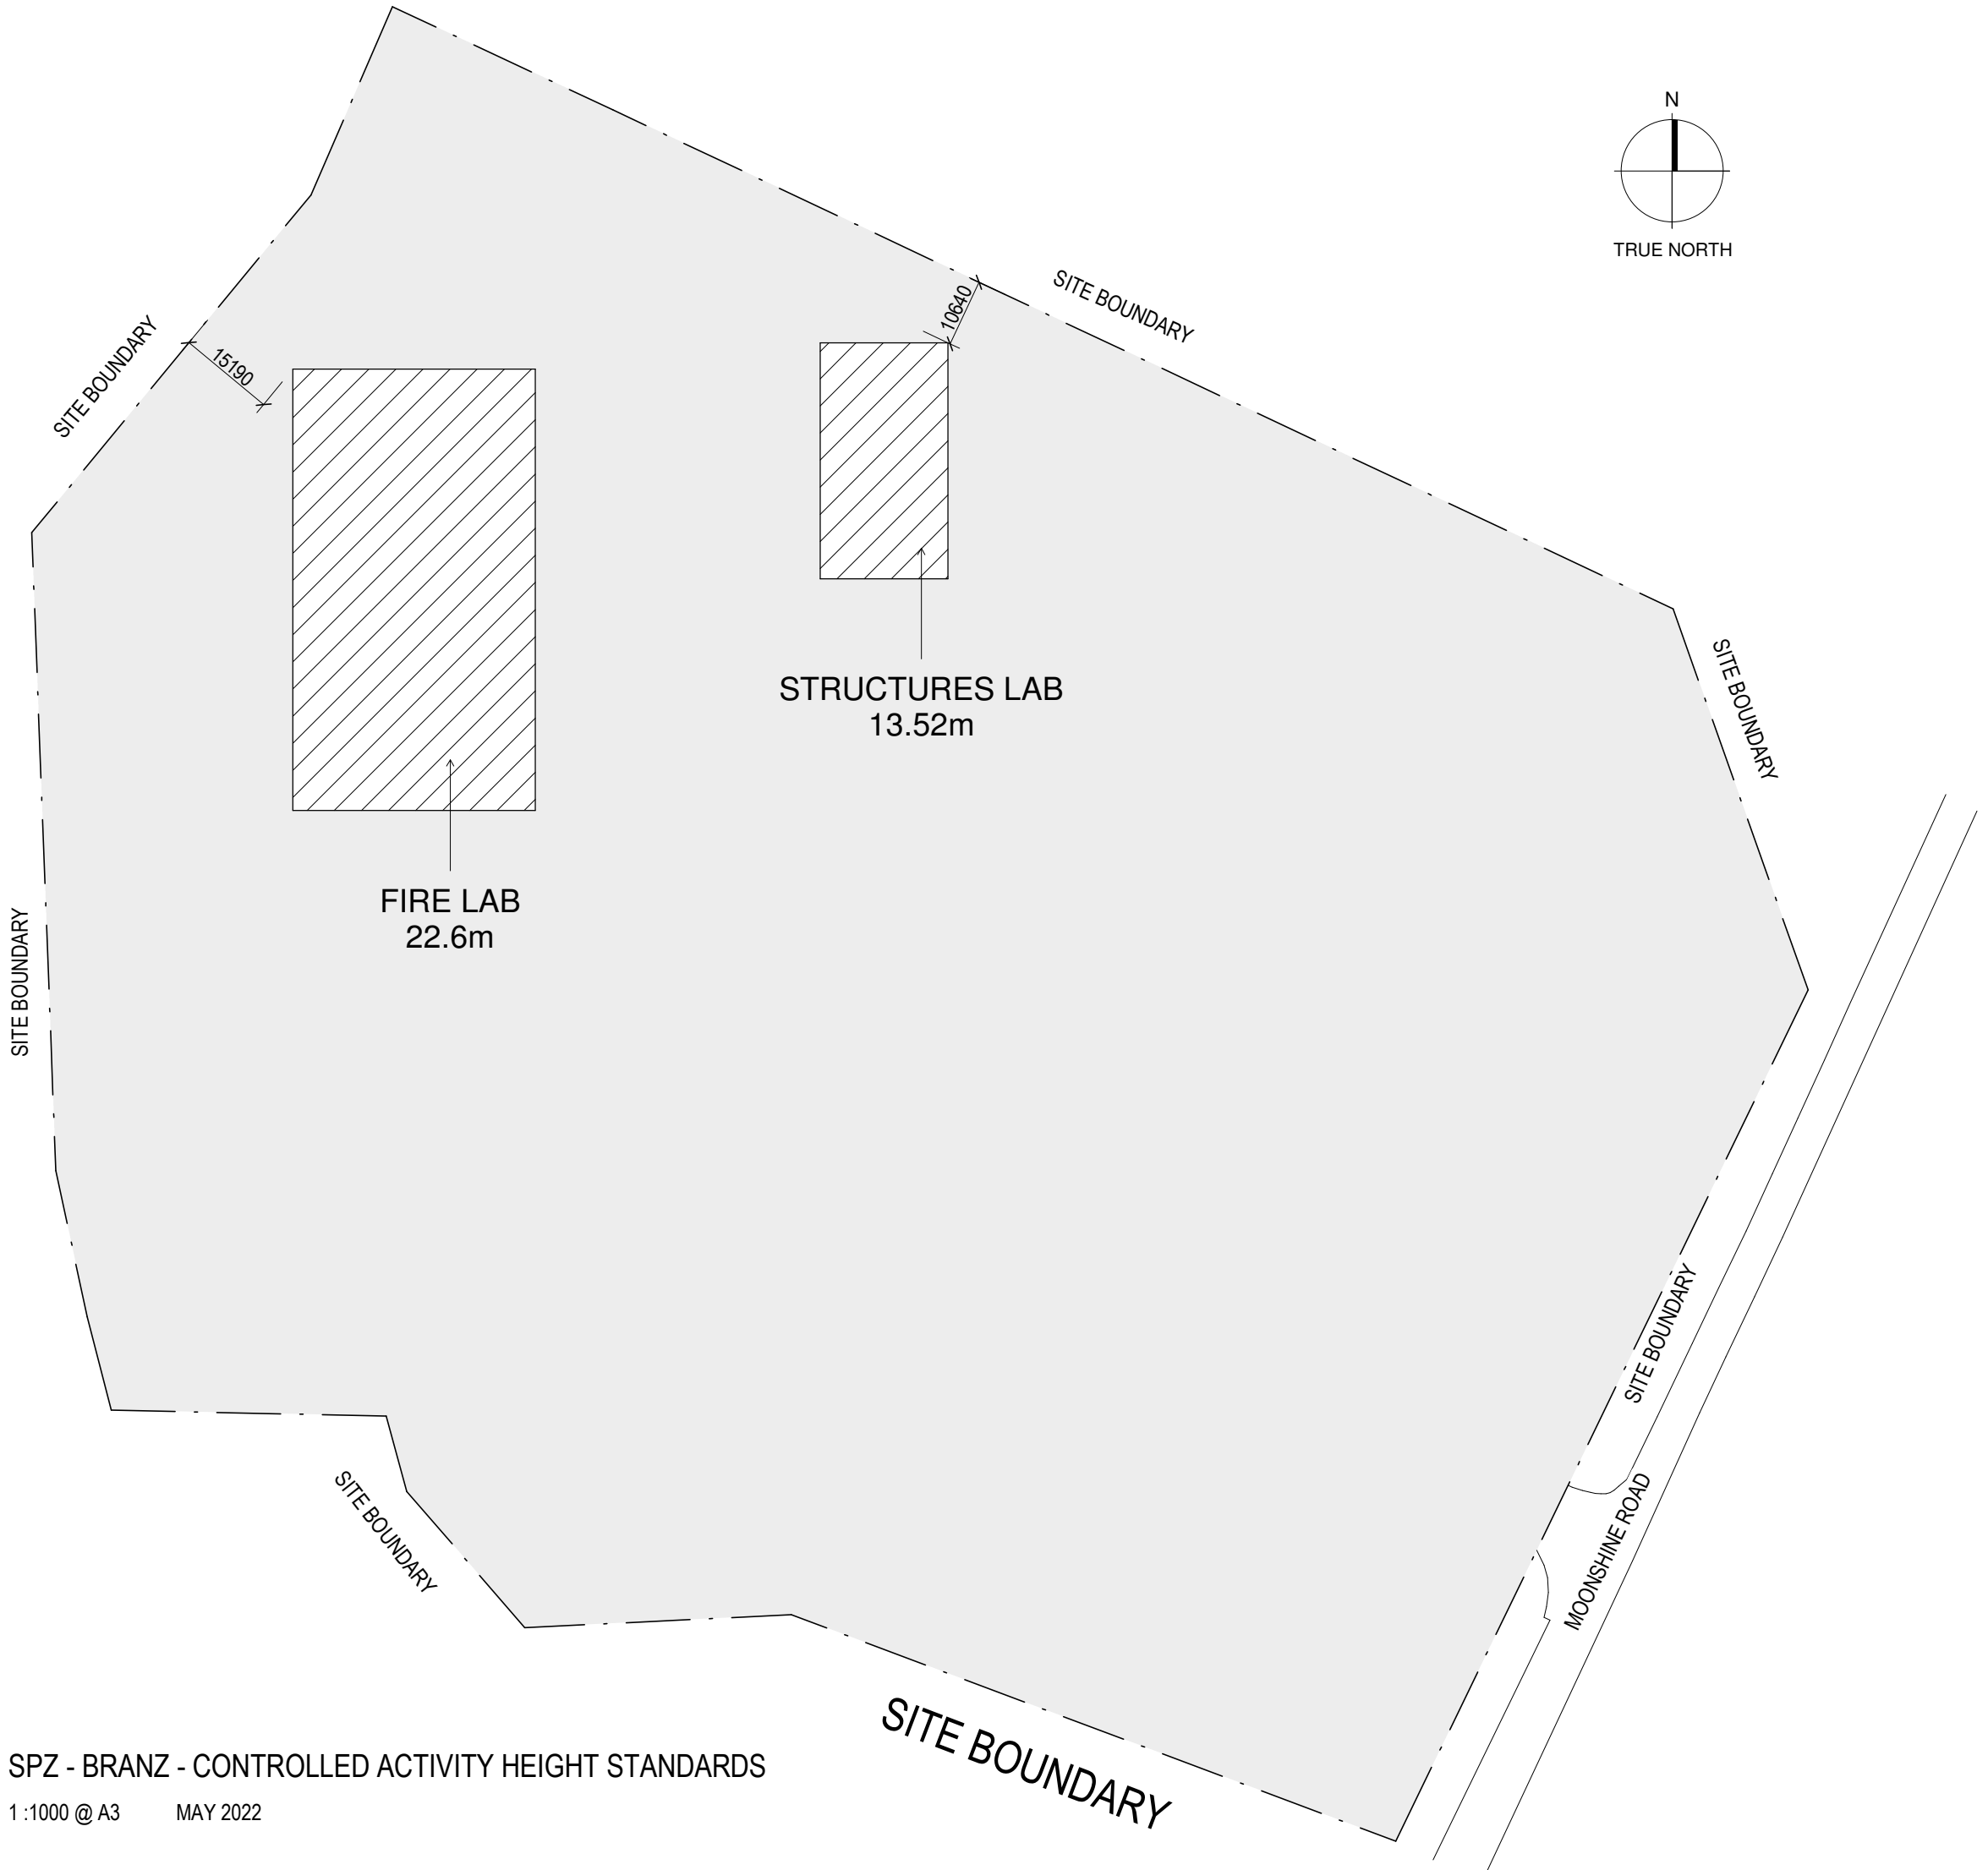 N
TRUE NORTH
SITE BOUNDARY
10640
SITE BOUNDARY
15190
STRUCTURES LAB
13.52m
SITE BOUNDARY
FIRE LAB
22.6m
SITE BOUNDARY
SITE BOUNDARY
MOONSHINE ROAD
SITE BOUNDARY
SITE BOUNDARY
SPZ - BRANZ - CONTROLLED ACTIVITY HEIGHT STANDARDS
1 :1000 @ A3 MAY 2022